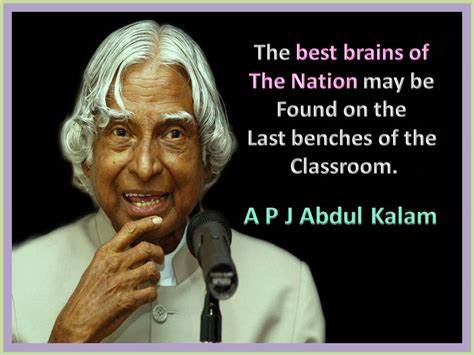 The best brains of
The Nation may be
Found on the
Last benches of the
Classroom.
A P J Abdul Kalam